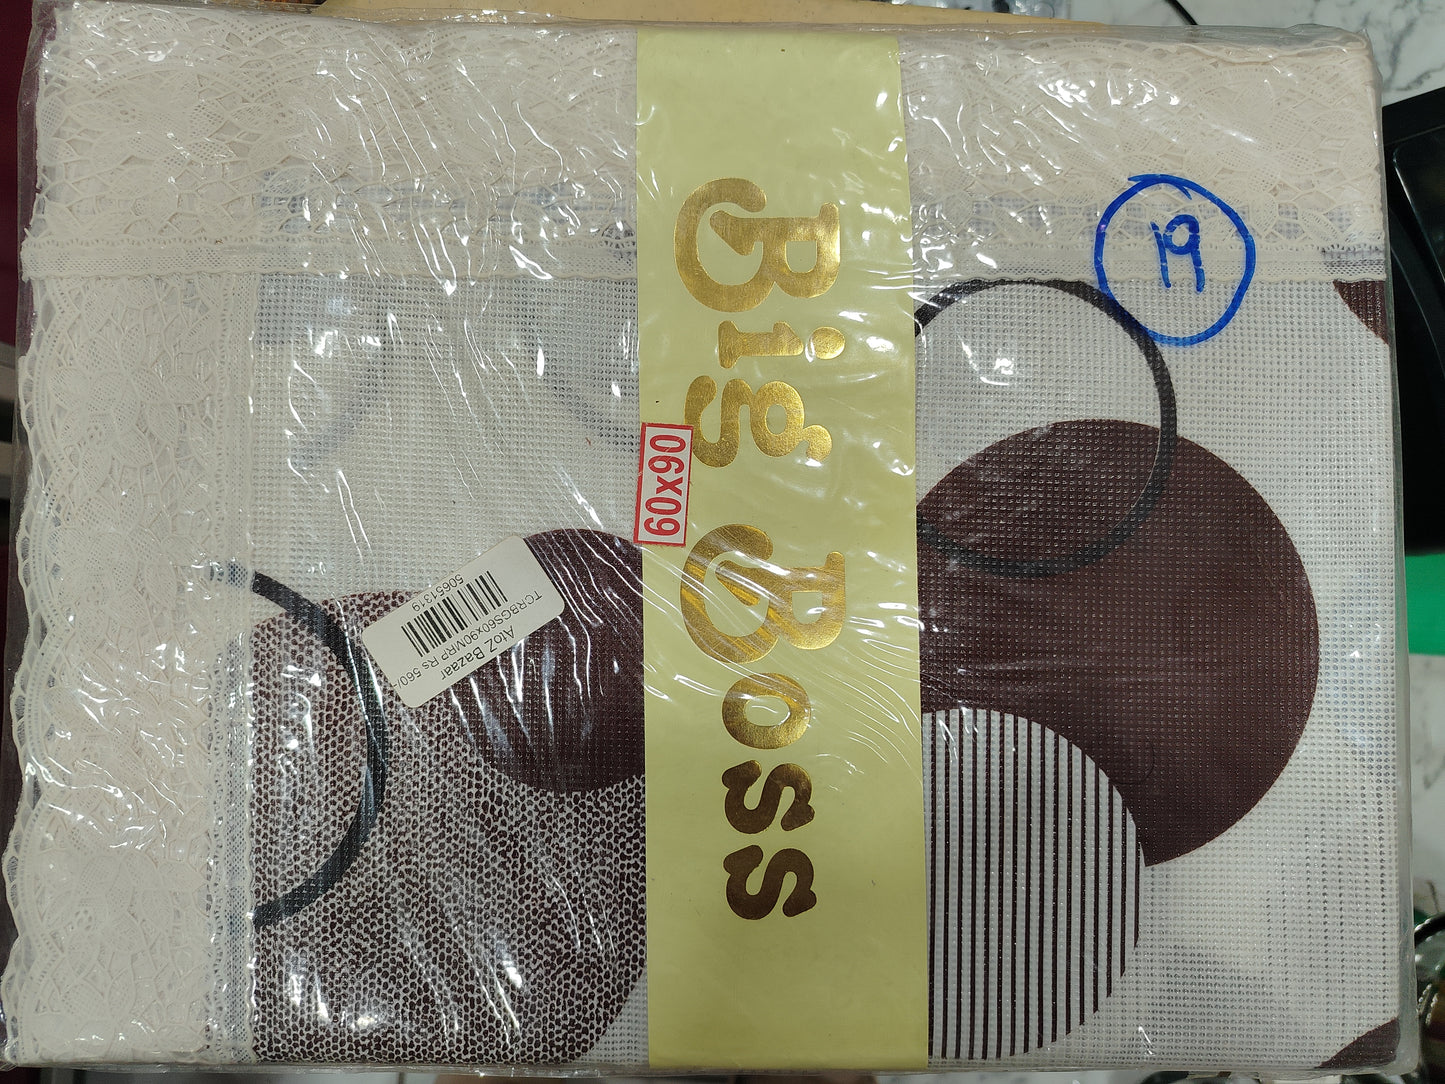 Big Boss
60x90
19
AtoZ Bazaar
TCRBGS60x90MRP Rs 560/-
50651319